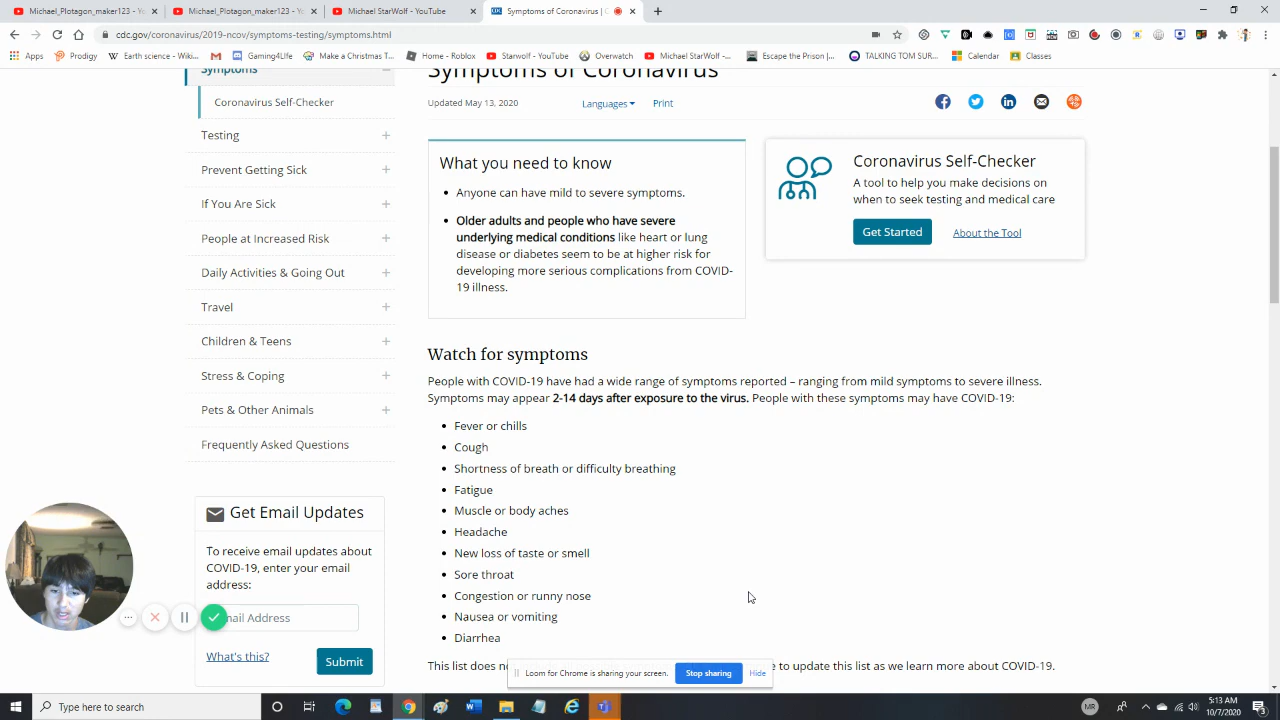 Michael_Plotagon_maker123 - Yo
Michael_Plotagon_maker123 - Yo
Michael StarWolf - YouTube
Symptoms of Coronavirus | C
cdc.gov/coronavirus/2019-ncov/symptoms-testing/symptoms.html
Apps
Prodigy
Earth science - Wiki...
Gaming4Life
Make a Christmas T...
Home - Roblox
Starwolf - YouTube
Overwatch
Michael StarWolf -...
Escape the Prison |...
TALKING TOM SUR...
Calendar
Classes
Symptoms
Coronavirus Self-Checker
Testing
Prevent Getting Sick
If You Are Sick
People at Increased Risk
Daily Activities & Going Out
Travel
Children & Teens
Stress & Coping
Pets & Other Animals
Frequently Asked Questions
Get Email Updates
To receive email updates about
COVID-19, enter your email
address:
mail Address
What's this?
Submit
Symptoms of Coronavirus
Updated May 13, 2020
Languages
Print
What you need to know
Anyone can have mild to severe symptoms.
Older adults and people who have severe
underlying medical conditions like heart or lung
disease or diabetes seem to be at higher risk for
developing more serious complications from COVID-
19 illness.
Coronavirus Self-Checker
A tool to help you make decisions on
when to seek testing and medical care
Get Started
About the Tool
Watch for symptoms
People with COVID-19 have had a wide range of symptoms reported – ranging from mild symptoms to severe illness.
Symptoms may appear 2-14 days after exposure to the virus. People with these symptoms may have COVID-19:
Fever or chills
Cough
Shortness of breath or difficulty breathing
Fatigue
Muscle or body aches
Headache
New loss of taste or smell
Sore throat
Congestion or runny nose
Nausea or vomiting
Diarrhea
This list does no
e to update this list as we learn more about COVID-19.
Loom for Chrome is sharing your screen.
Stop sharing
Hide
Type here to search
5:13 AM
10/7/2020